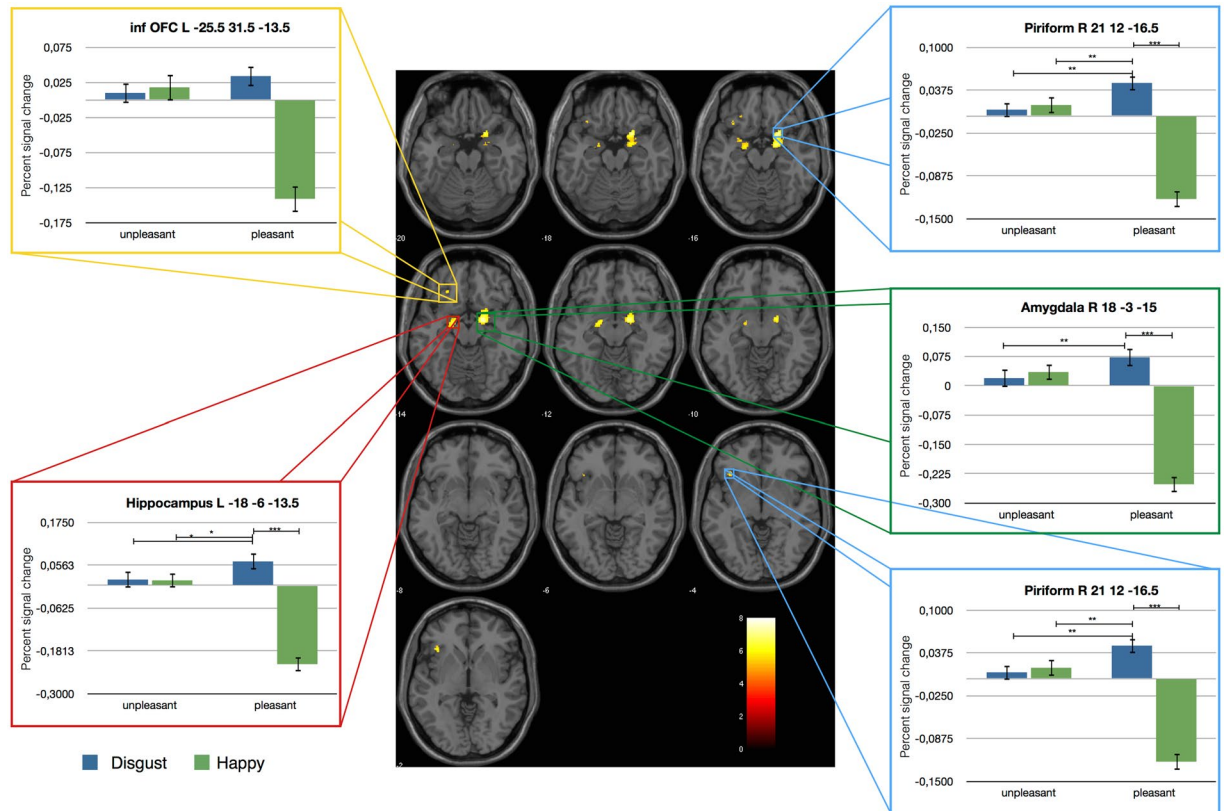 inf OFC L -25.5 31.5 -13.5
0,075
0,025
-0,025
-0,075
-0,125
-0,175
Percent signal change
unpleasant
pleasant
Piriform R 21 12 -16.5
***
**
**
0,1000
0,0375
-0,0250
-0,0875
-0,1500
Percent signal change
unpleasant
pleasant
-20
-18
-16
Amygdala R 18 -3 -15
***
**
0,150
0,075
0
-0,075
-0,150
-0,225
-0,300
Percent signal change
unpleasant
pleasant
-14
-12
-10
Hippocampus L -18 -6 -13.5
***
*
*
0,1750
0,0563
-0,0625
-0,1813
-0,3000
Percent signal change
unpleasant
pleasant
-8
-6
-4
Piriform R 21 12 -16.5
***
**
**
0,1000
0,0375
-0,0250
-0,0875
-0,1500
Percent signal change
unpleasant
pleasant
8
6
4
2
0
-2
Disgust
Happy